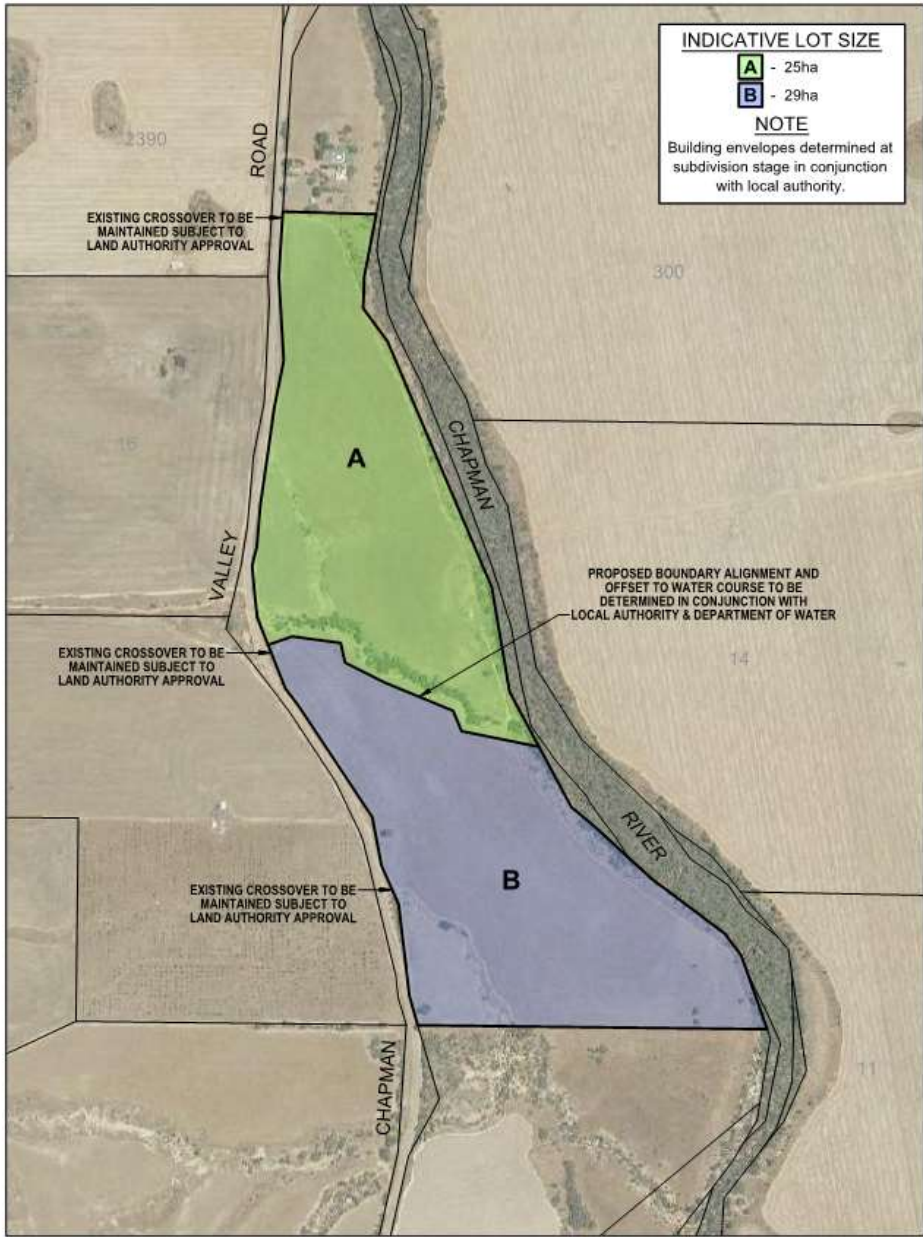 INDICATIVE LOT SIZE
A - 25ha
B - 29ha
NOTE
Building envelopes determined at
subdivision stage in conjunction
with local authority.
2390
ROAD
EXISTING CROSSOVER TO BE
MAINTAINED SUBJECT TO
LAND AUTHORITY APPROVAL
300
16
A
CHAPMAN
VALLEY
PROPOSED BOUNDARY ALIGNMENT AND
OFFSET TO WATER COURSE TO BE
DETERMINED IN CONJUNCTION WITH
LOCAL AUTHORITY & DEPARTMENT OF WATER
EXISTING CROSSOVER TO BE
MAINTAINED SUBJECT TO
LAND AUTHORITY APPROVAL
14
RIVER
B
EXISTING CROSSOVER TO BE
MAINTAINED SUBJECT TO
LAND AUTHORITY APPROVAL
CHAPMAN
11